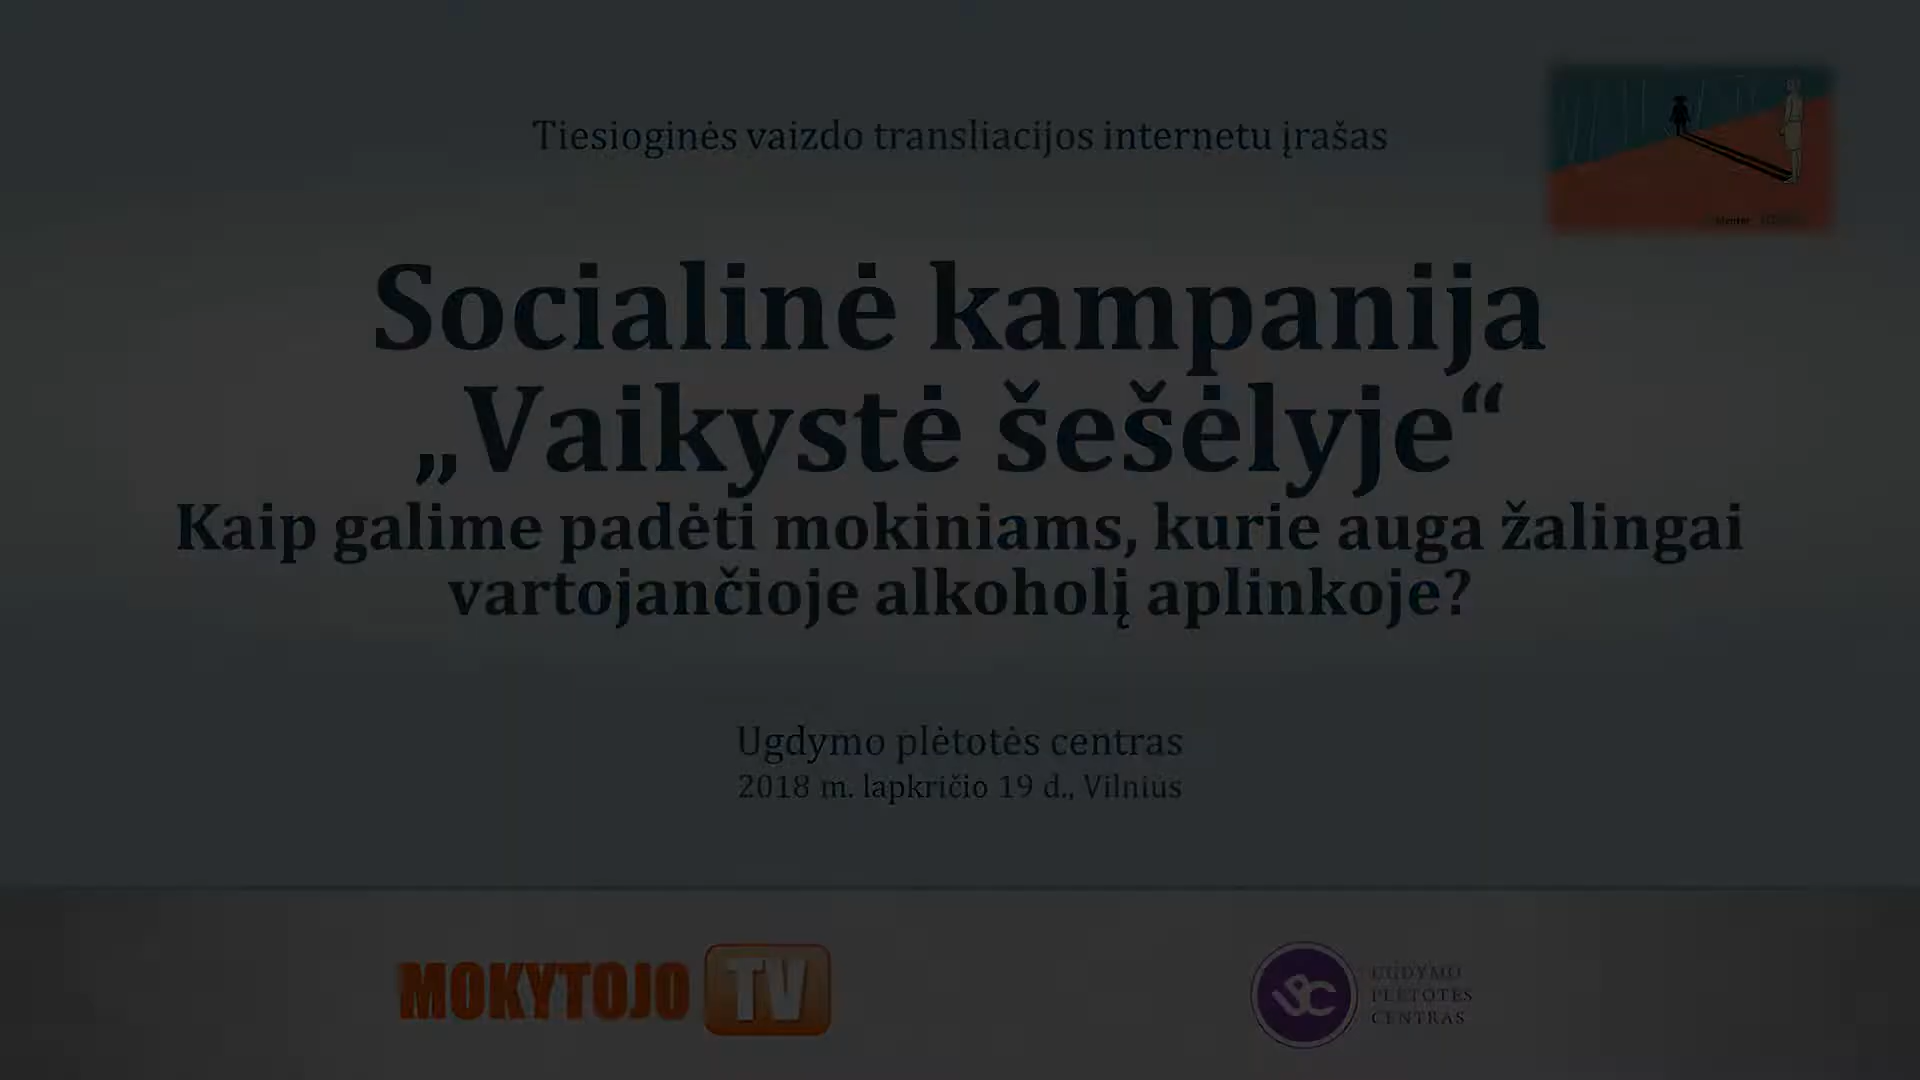 Tiesioginės vaizdo transliacijos internetu įrašas
Socialinė kampanija
„Vaikystė šešėlyje“
Kaip galime padėti mokiniams, kurie auga žalingai
vartojančioje alkoholį aplinkoje?
Ugdymo plėtotės centras
2018 m. lapkričio 19 d., Vilnius
MOKYTOJO TV
UPC
UGDYMO
PLĖTOTĖS
CENTRAS